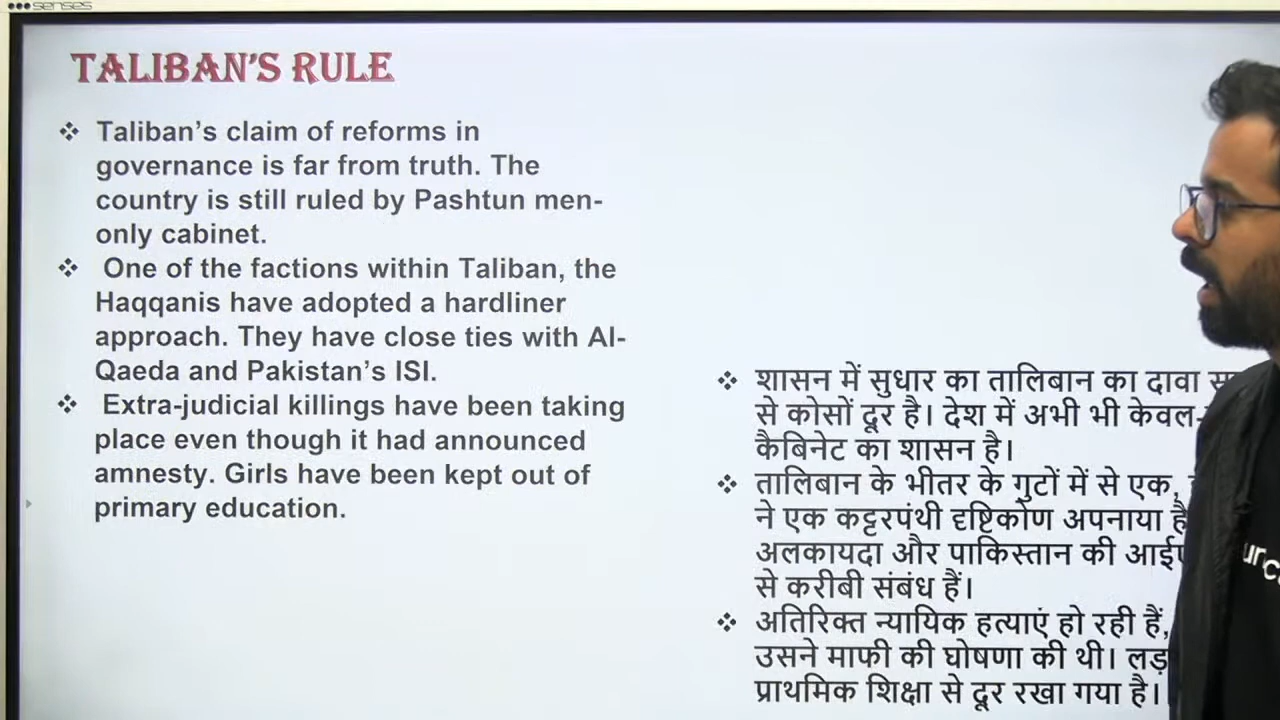 senses
TALIBAN'S RULE
❖ Taliban's claim of reforms in
governance is far from truth. The
country is still ruled by Pashtun men-
only cabinet.
❖ One of the factions within Taliban, the
Haqqanis have adopted a hardliner
approach. They have close ties with Al-
Qaeda and Pakistan's ISI.
❖ Extra-judicial killings have been taking
place even though it had announced
amnesty. Girls have been kept out of
primary education.
❖ शासन में सुधार का तालिबान का दावा
से कोसों दूर है। देश में अभी भी केवल-
कैबिनेट का शासन है।
❖ तालिबान के भीतर के गुटों में से एक,
ने एक कट्टरपंथी दृष्टिकोण अपनाया है
अलकायदा और पाकिस्तान की
से करीबी संबंध हैं।
❖ अतिरिक्त न्यायिक हत्याएं हो रही हैं,
उसने माफी की घोषणा की थी।
प्राथमिक शिक्षा से दूर रखा गया है।